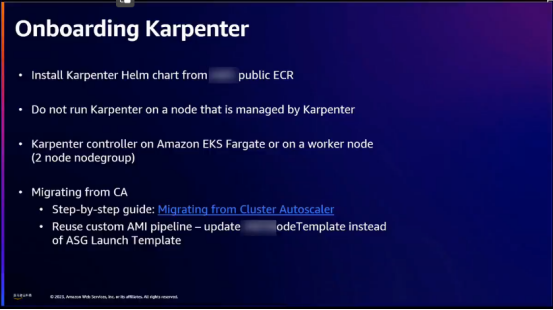 Onboarding Karpenter
• Install Karpenter Helm chart from public ECR
• Do not run Karpenter on a node that is managed by Karpenter
• Karpenter controller on Amazon EKS Fargate or on a worker node
(2 node nodegroup)
• Migrating from CA
• Step-by-step guide: Migrating from Cluster Autoscaler
• Reuse custom AMI pipeline – update odeTemplate instead
of ASG Launch Template
© 2023, Amazon Web Services, Inc. or its affiliates. All rights reserved.